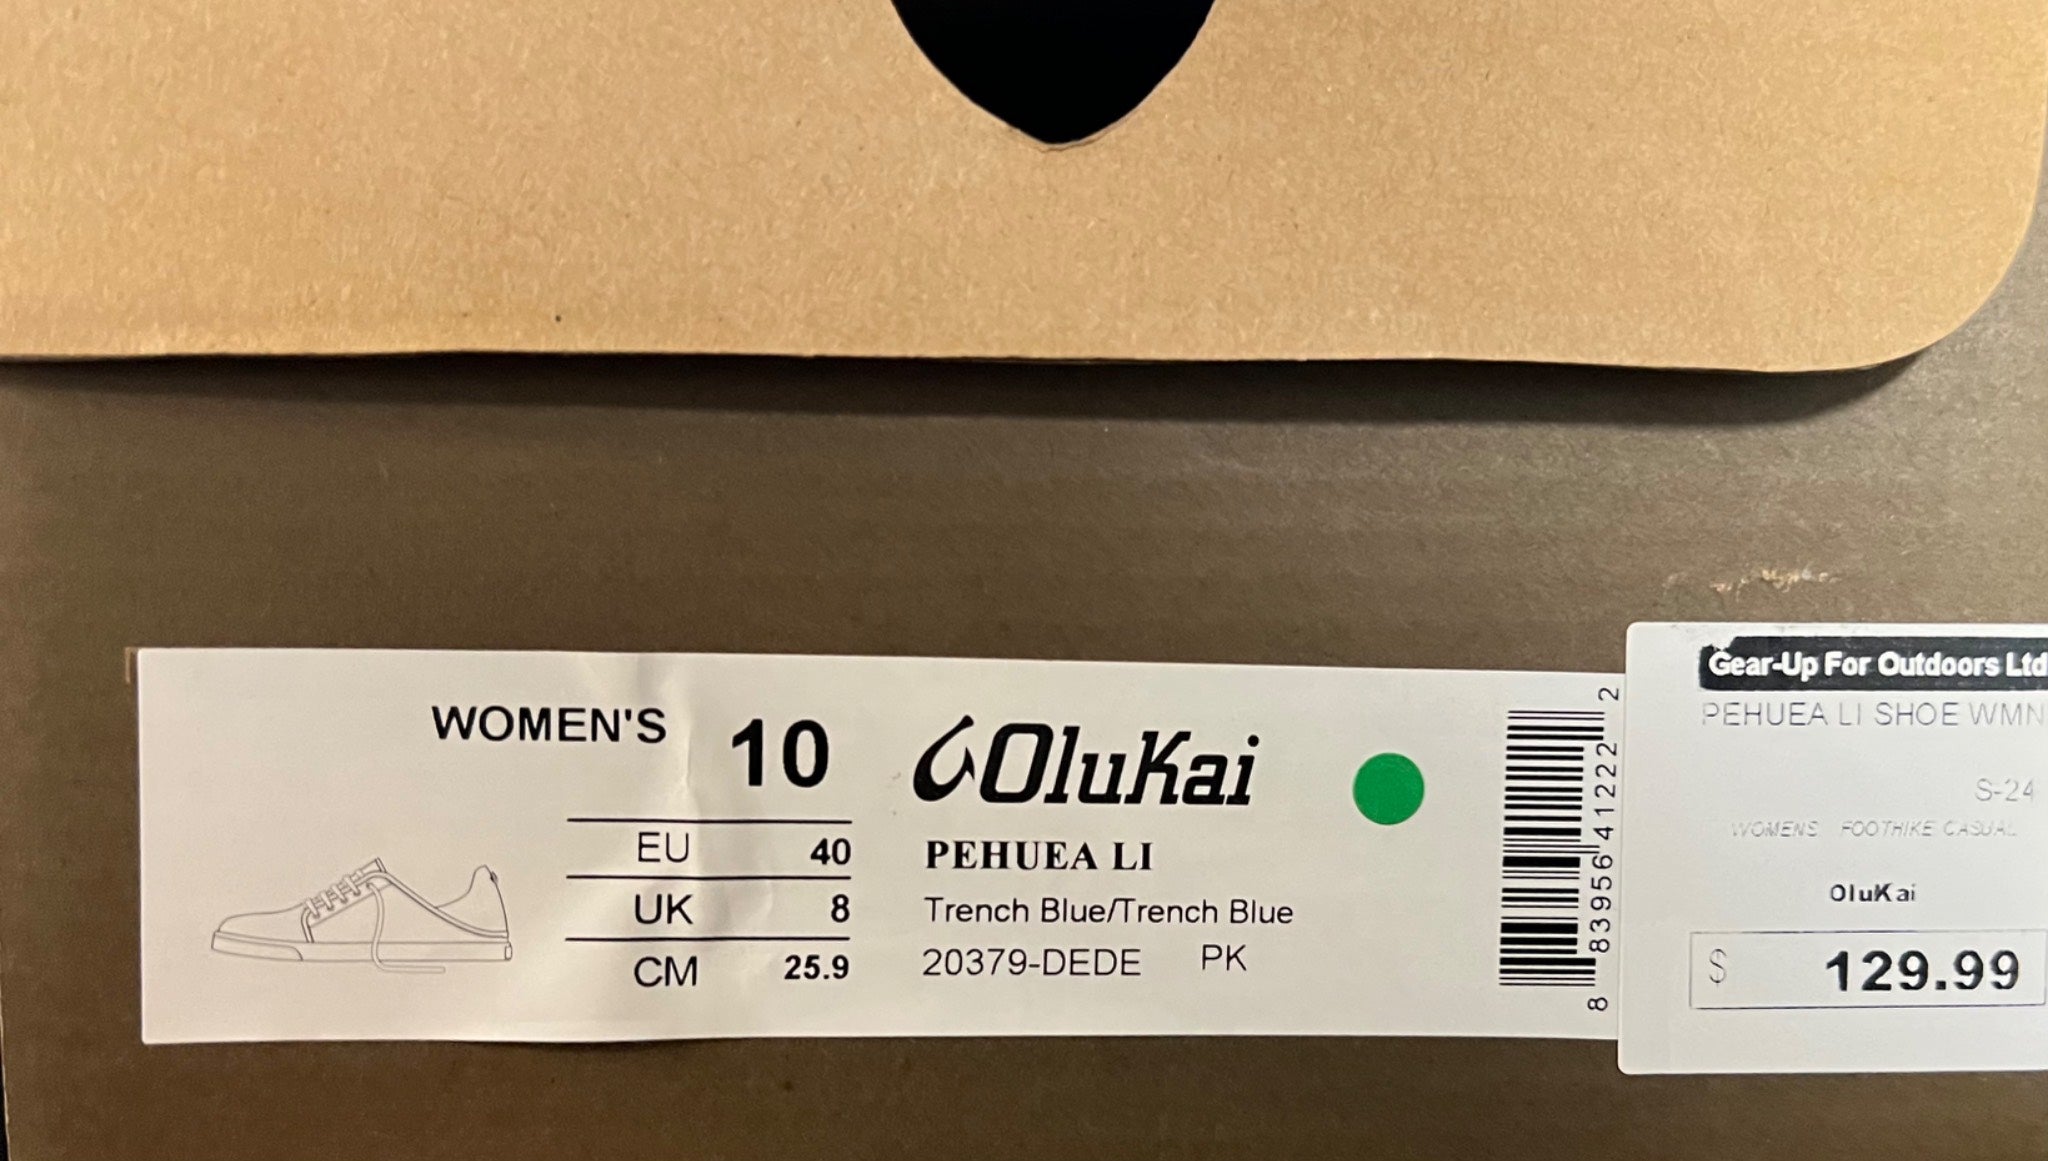 WOMEN'S 10
EU 40
UK 8
CM 25.9
OluKai
PEHUEA LI
Trench Blue/Trench Blue
20379-DEDE PK
8 83956 41222 2
Gear-Up For Outdoors Ltd
PEHUEA LI SHOE WMN
S-24
WOMENS FOOTHIKE CASUAL
OluKai
$ 129.99